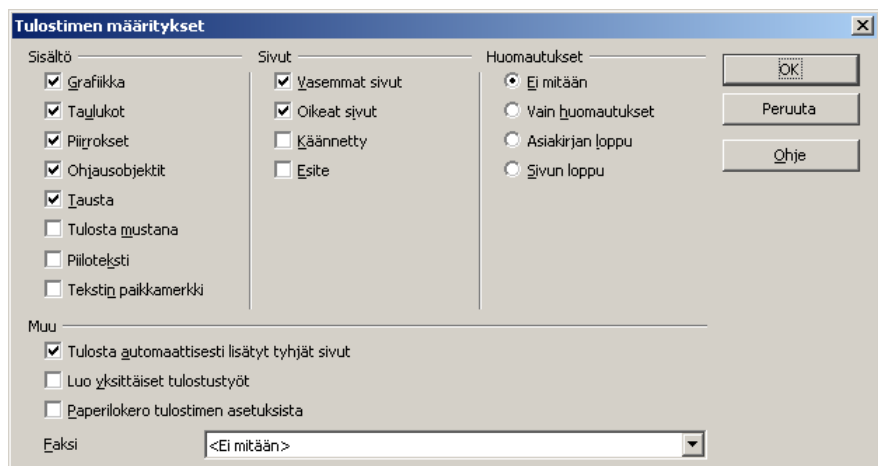 Tulostimen määritykset
Sisältö
Grafiikka
Taulukot
Piirrokset
Ohjausobjektit
Tausta
Tulosta mustana
Piiloteksti
Tekstin paikkamerkki
Sivut
Vasemmat sivut
Oikeat sivut
Käännetty
Esite
Huomautukset
Ei mitään
Vain huomautukset
Asiakirjan loppu
Sivun loppu
OK
Peruuta
Ohje
Muu
Tulosta automaattisesti lisätyt tyhjät sivut
Luo yksittäiset tulostustyöt
Paperilokero tulostimen asetuksista
Faksi <Ei mitään>